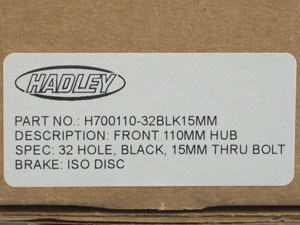 HADLEY
PART NO.: H700110-32BLK15MM
DESCRIPTION: FRONT 110MM HUB
SPEC: 32 HOLE, BLACK, 15MM THRU BOLT
BRAKE: ISO DISC